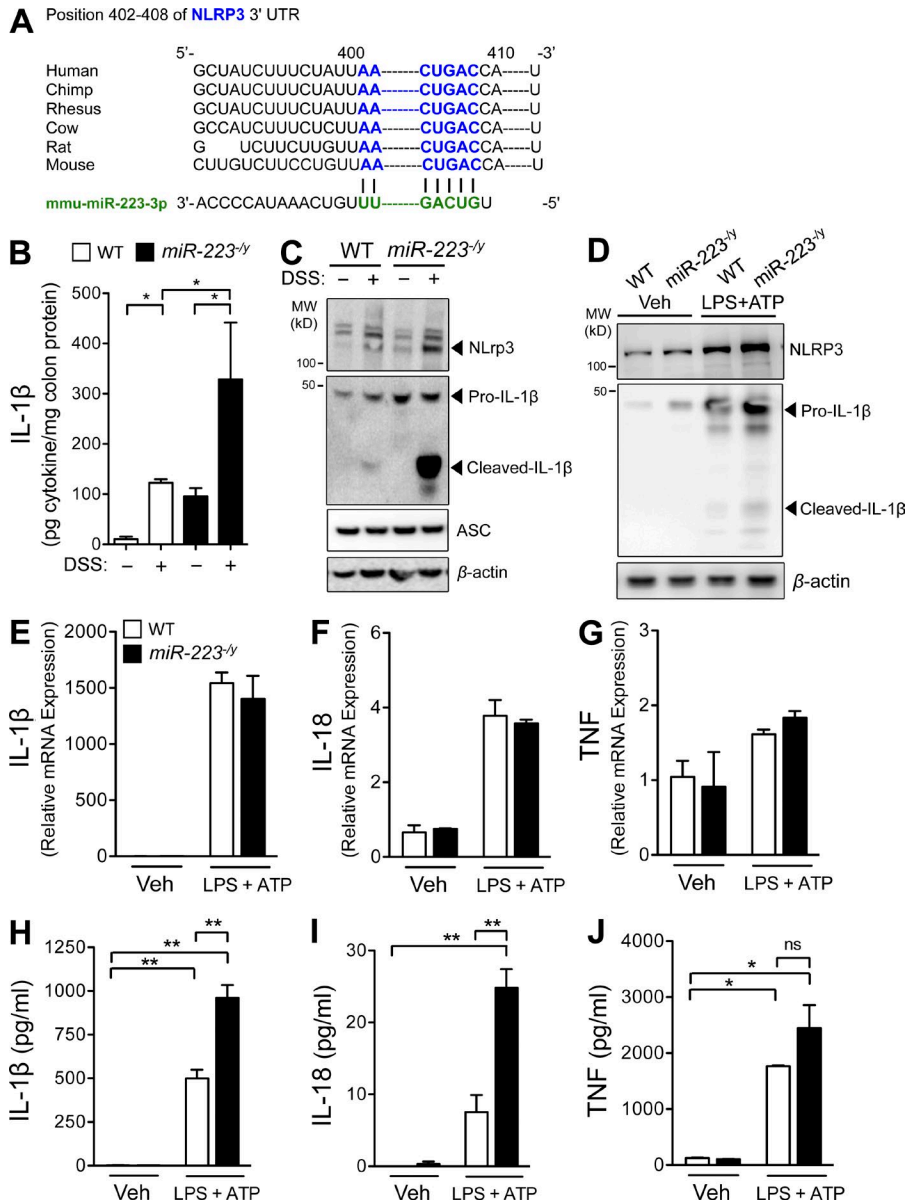 A
Position 402-408 of NLRP3 3' UTR
5'- 400 410 -3'
Human GCUAUCUUUCUAUUAA-------CUGACCA-----U
Chimp GCUAUCUUUCUAUUAA-------CUGACCA-----U
Rhesus GCUAUCUUUCUAUUAA-------CUGACCA-----U
Cow GCCAUCUUUCUCUUAA-------CUGACCA-----U
Rat G UCUUCUUGUUAA-------CUGACCA-----U
Mouse CUUGUCUUCCUGUUAA-------CUGACCA-----U
mmu-miR-223-3p 3'-ACCCCAUAAACUGUUU-------GACUGU -5'
B
WT miR-223-/y
IL-1β
(pg cytokine/mg colon protein)
500
400
300
200
100
0
* * *
DSS: – + – +
C
WT miR-223-/y
DSS: – + – +
MW
(kD)
NLrp3
100
50
Pro-IL-1β
Cleaved-IL-1β
ASC
β-actin
D
WT miR-223-/y WT miR-223-/y
Veh LPS+ATP
MW
(kD)
NLRP3
100
50
Pro-IL-1β
Cleaved-IL-1β
β-actin
E
WT
miR-223-/y
IL-1β
(Relative mRNA Expression)
2000
1500
1000
500
0
Veh LPS + ATP
F
IL-18
(Relative mRNA Expression)
6
4
2
0
Veh LPS + ATP
G
TNF
(Relative mRNA Expression)
3
2
1
0
Veh LPS + ATP
H
IL-1β (pg/ml)
1250
1000
750
500
250
0
**
**
**
Veh LPS + ATP
I
IL-18 (pg/ml)
30
20
10
0
**
**
Veh LPS + ATP
J
TNF (pg/ml)
4000
3000
2000
1000
0
ns
*
*
Veh LPS + ATP